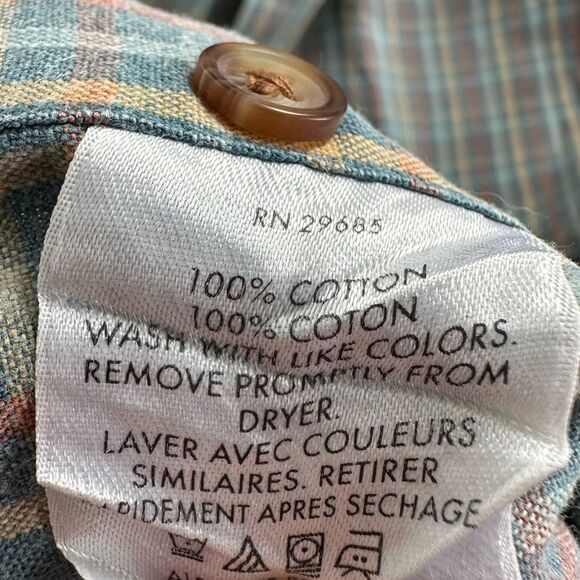 RN 29685
100% COTTON
100% COTON
WASH WITH LIKE COLORS.
REMOVE PROMPTLY FROM
DRYER.
LAVER AVEC COULEURS
SIMILAIRES. RETIRER
APRES SECHAGE